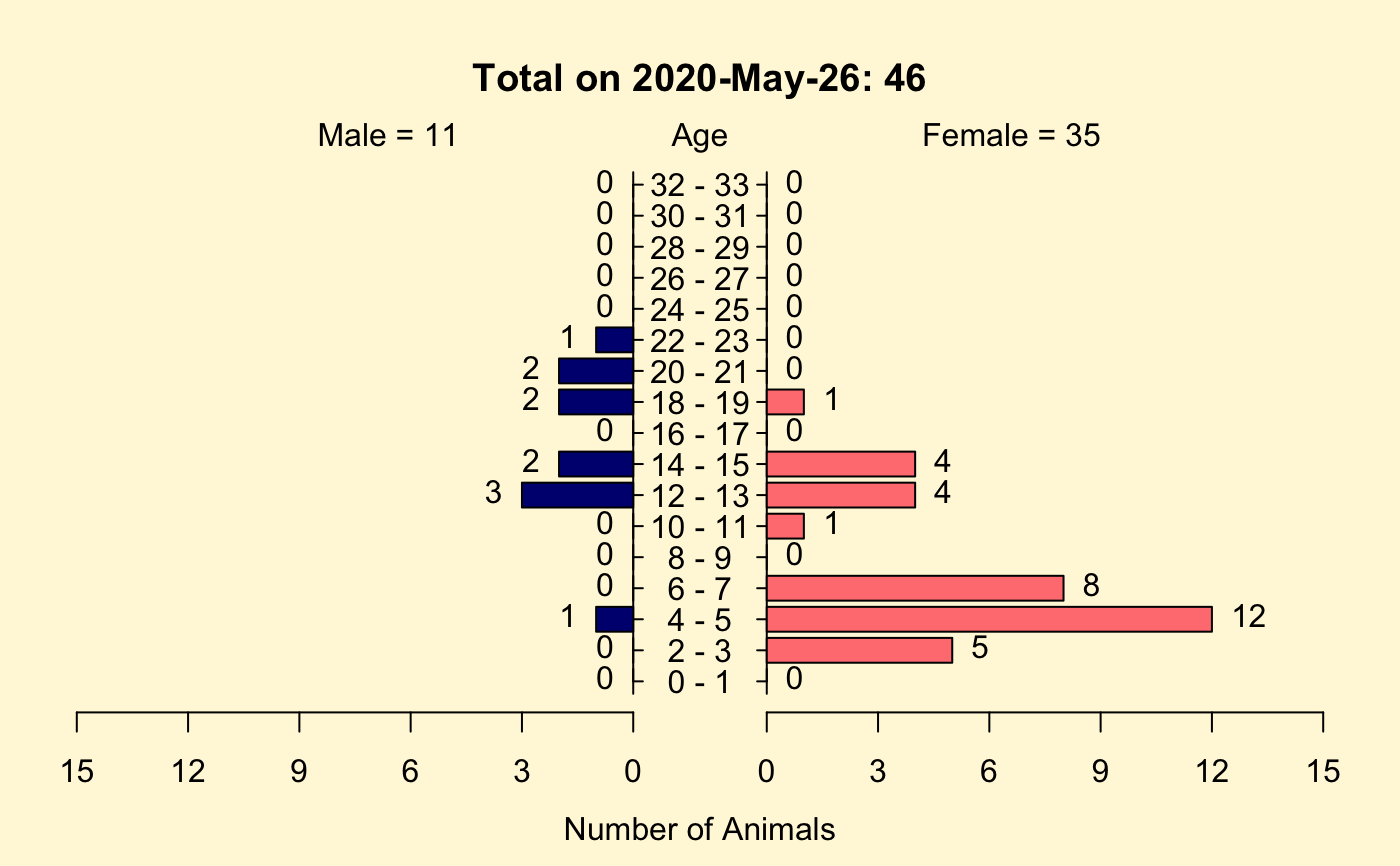 Total on 2020-May-26: 46
Male = 11 Age Female = 35
0 32 - 33 0
0 30 - 31 0
0 28 - 29 0
0 26 - 27 0
0 24 - 25 0
1 22 - 23 0
2 20 - 21 0
2 18 - 19 1
0 16 - 17 0
2 14 - 15 4
3 12 - 13 4
0 10 - 11 1
0 8 - 9 0
0 6 - 7 8
1 4 - 5 12
0 2 - 3 5
0 0 - 1 0
15 12 9 6 3 0 0 3 6 9 12 15
Number of Animals